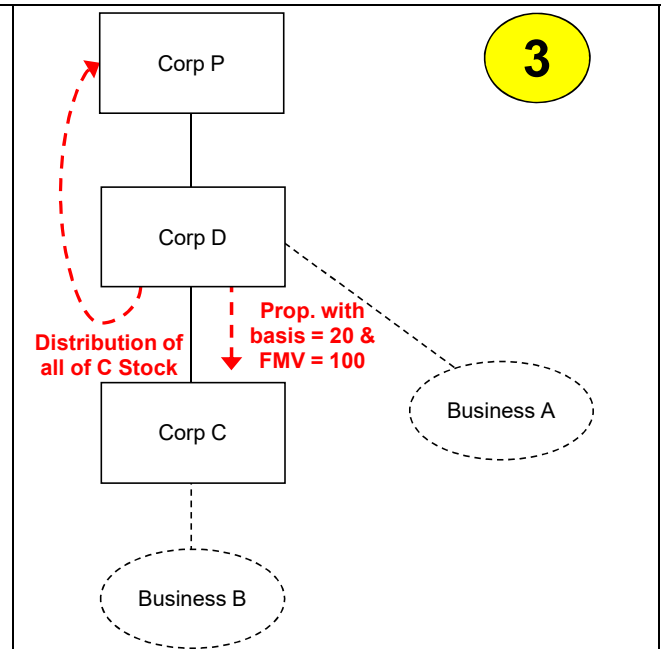 Corp P
3
Corp D
Distribution of
all of C Stock
Prop. with
basis = 20 &
FMV = 100
Corp C
Business A
Business B